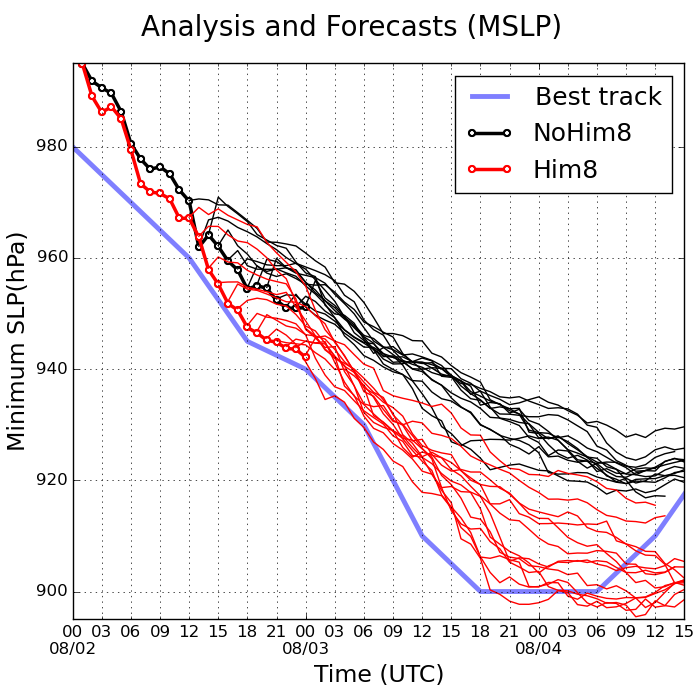 Analysis and Forecasts (MSLP)
Best track
NoHim8
Him8
980
960
940
920
900
Minimum SLP(hPa)
00 03 06 09 12 15 18 21 00 03 06 09 12 15 18 21 00 03 06 09 12 15
08/02 08/03 08/04
Time (UTC)